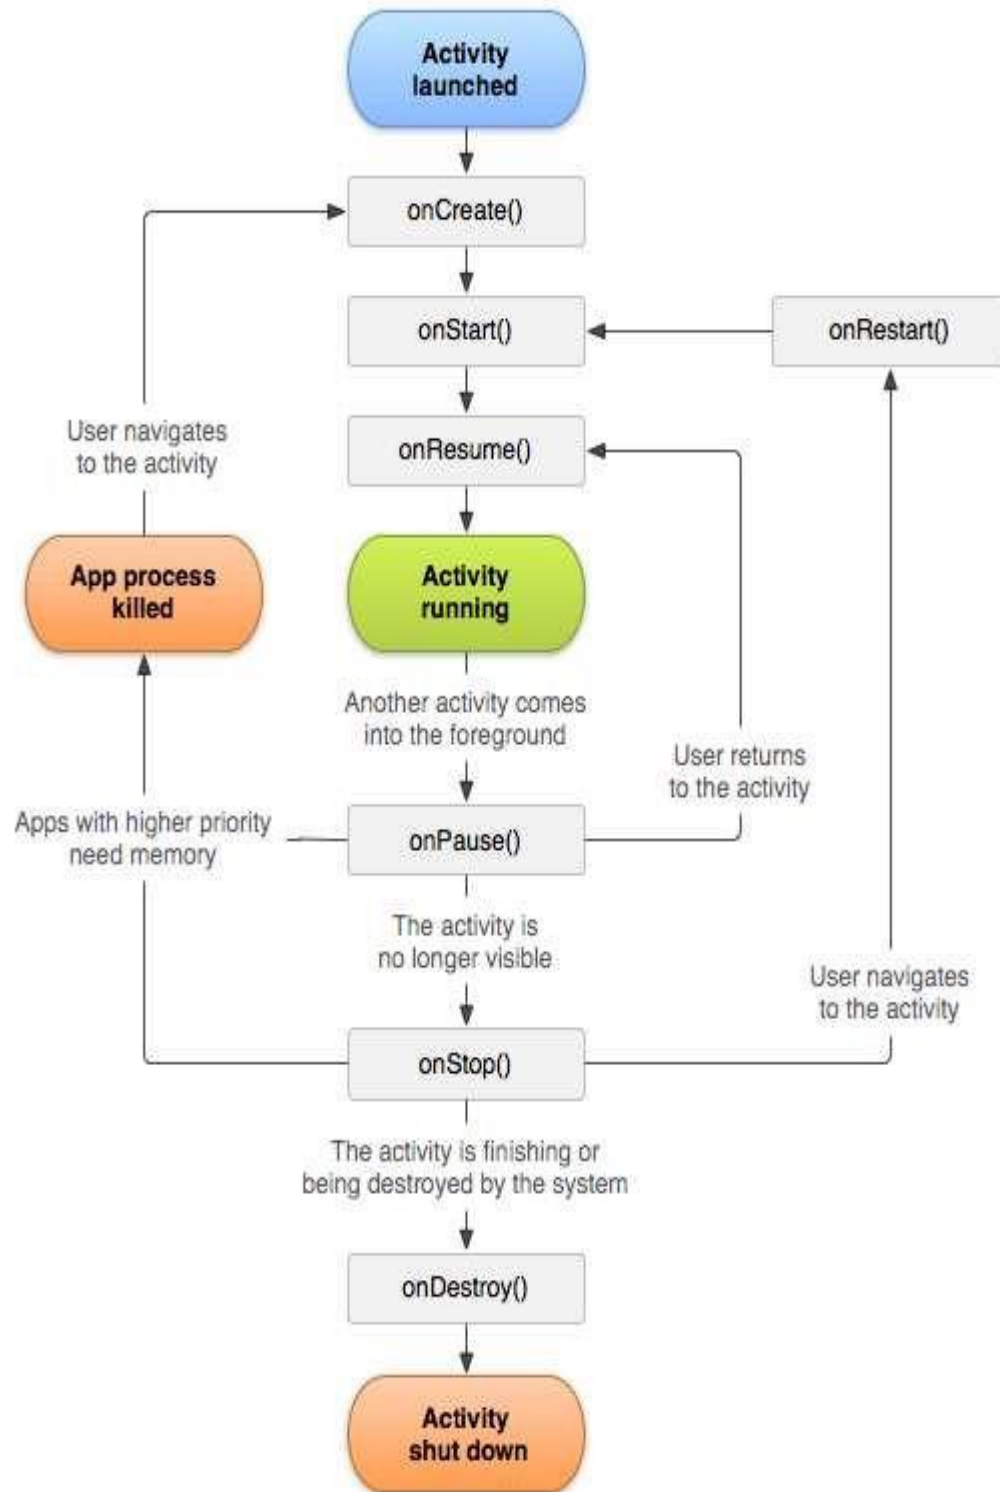 Activity
launched
onCreate()
onStart()
onRestart()
User navigates
to the activity
onResume()
App process
killed
Activity
running
Another activity comes
into the foreground
User returns
to the activity
Apps with higher priority
need memory
onPause()
The activity is
no longer visible
User navigates
to the activity
onStop()
The activity is finishing or
being destroyed by the system
onDestroy()
Activity
shut down